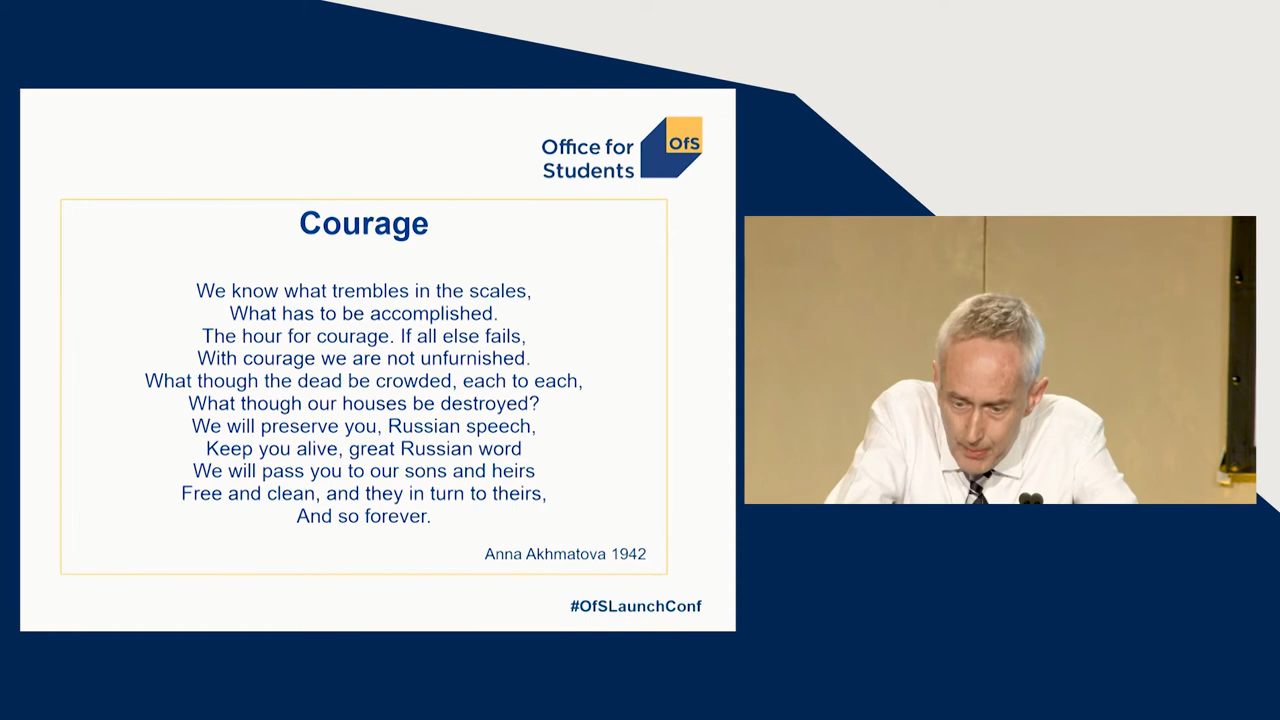 Office for
Students
OfS
Courage
We know what trembles in the scales,
What has to be accomplished.
The hour for courage. If all else fails,
With courage we are not unfurnished.
What though the dead be crowded, each to each,
What though our houses be destroyed?
We will preserve you, Russian speech,
Keep you alive, great Russian word
We will pass you to our sons and heirs
Free and clean, and they in turn to theirs,
And so forever.
Anna Akhmatova 1942
#OfSLaunchConf